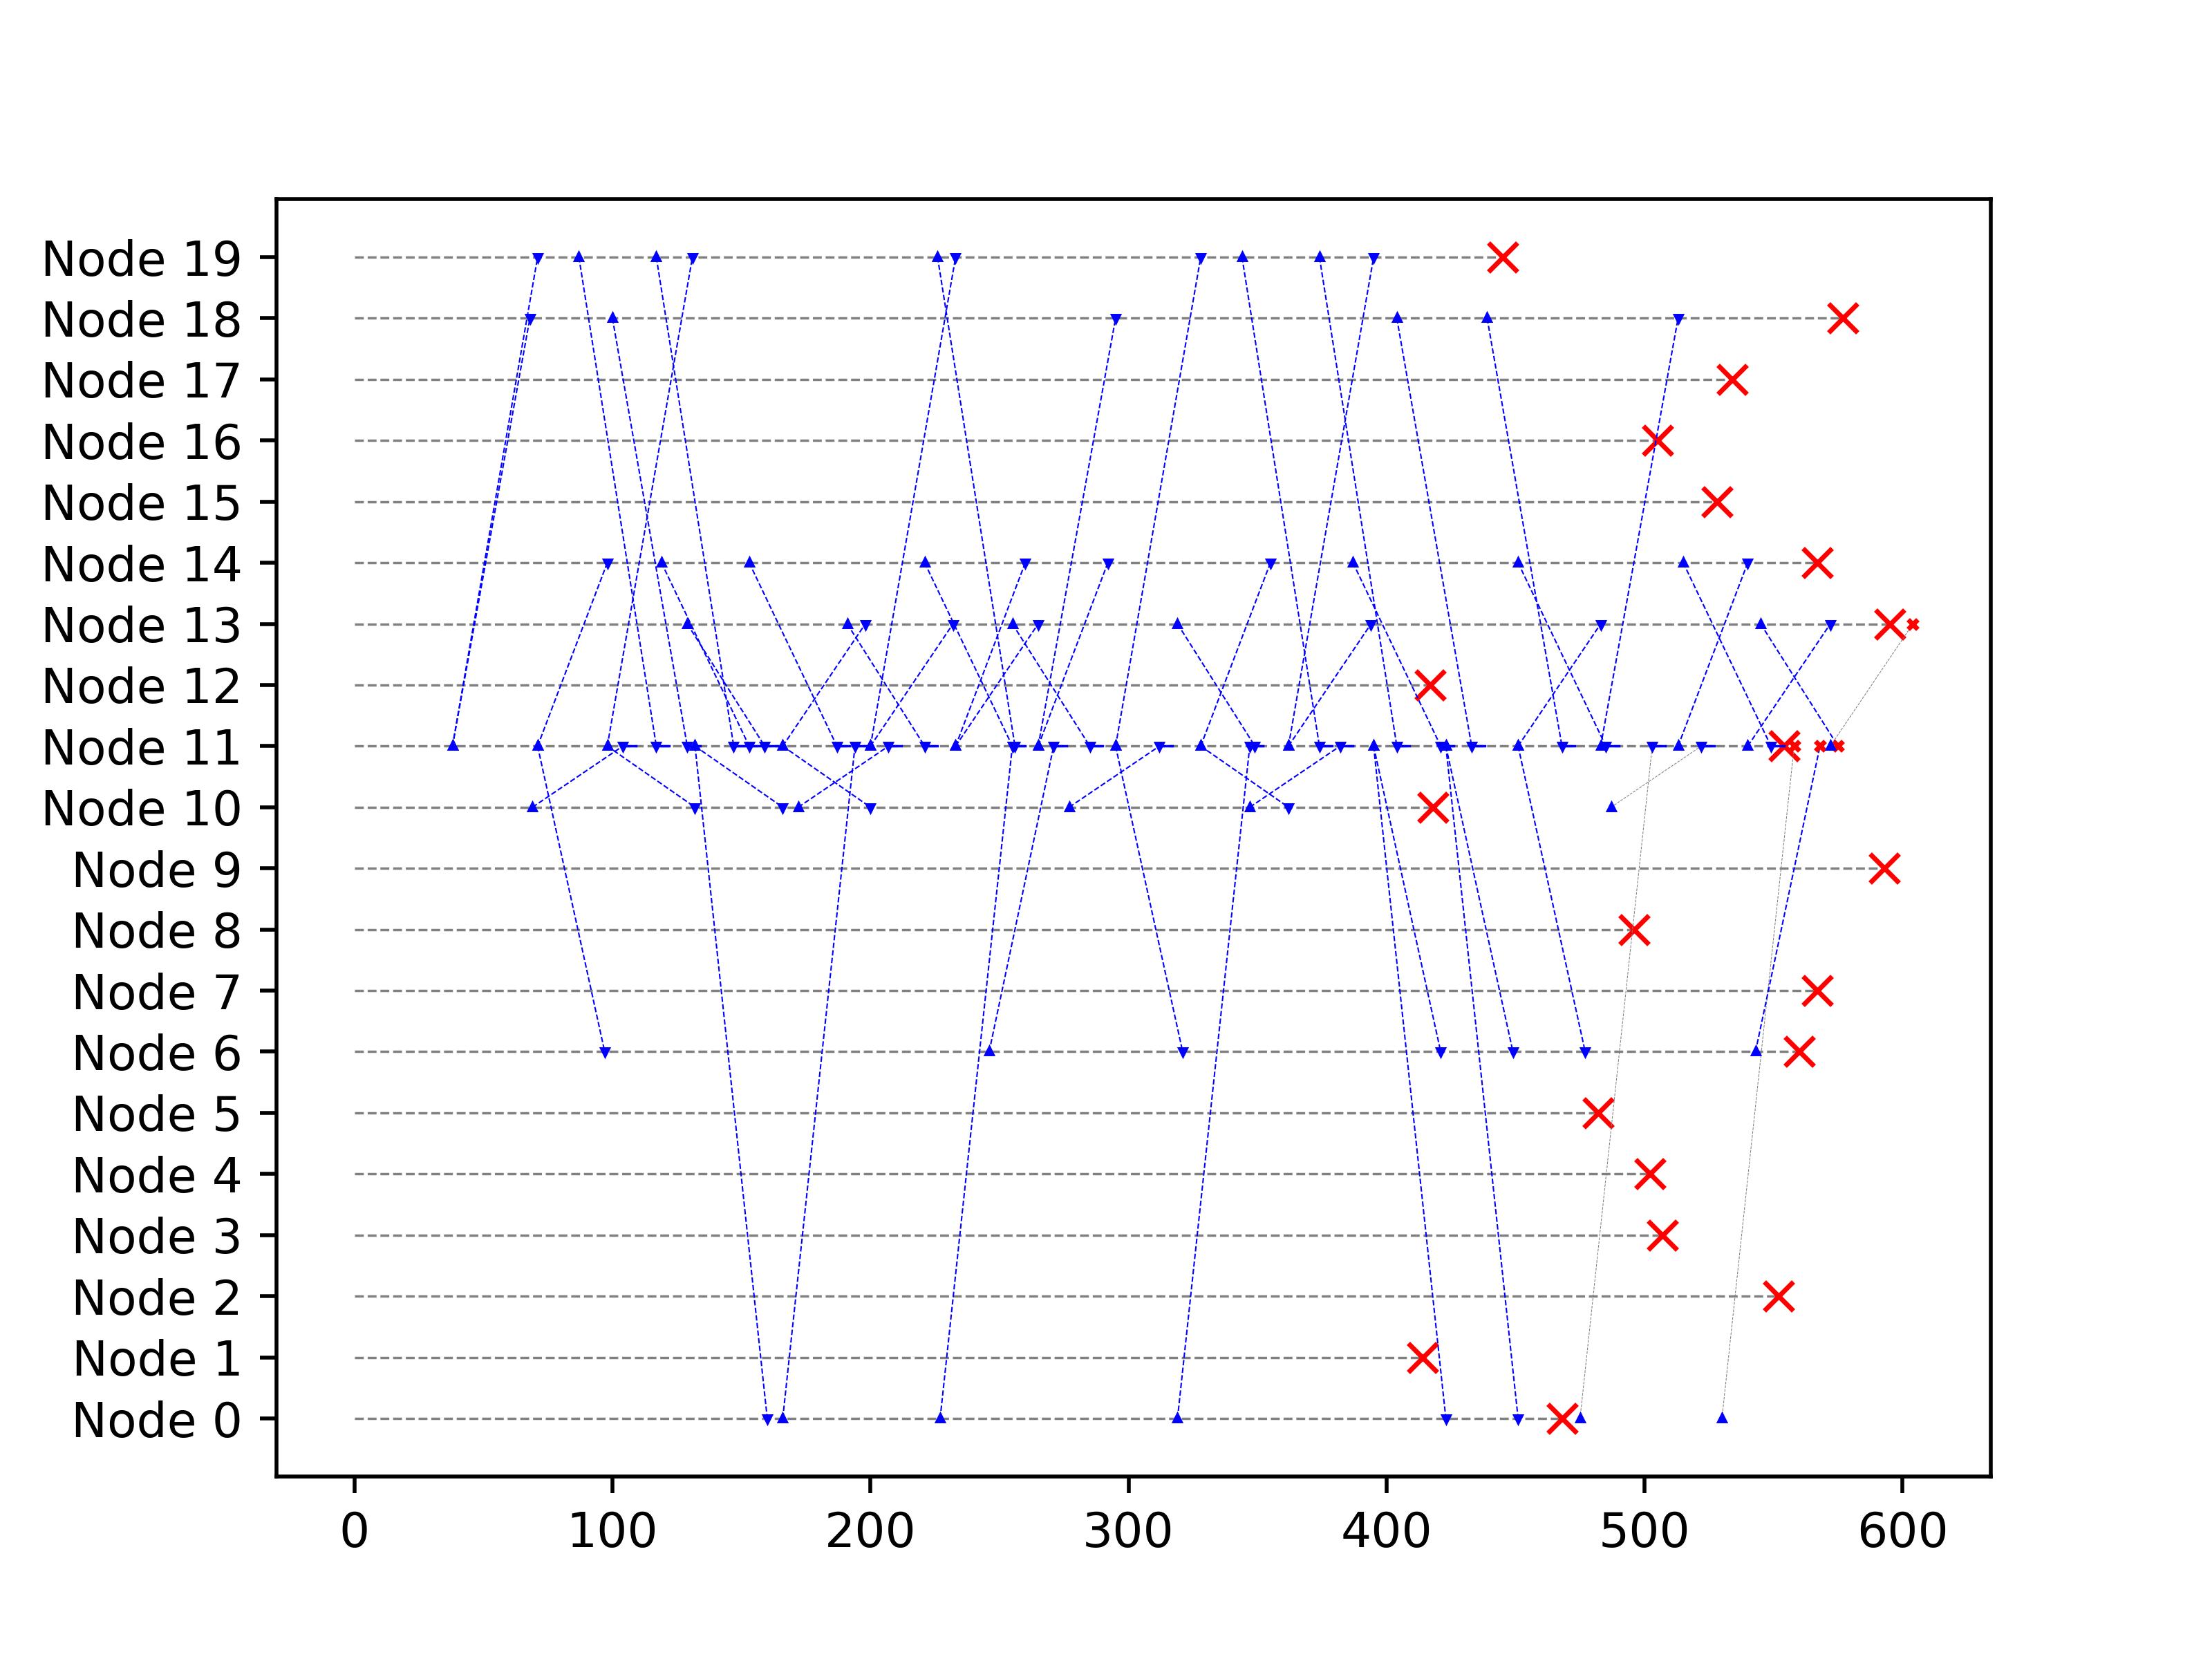 Node 19
Node 18
Node 17
Node 16
Node 15
Node 14
Node 13
Node 12
Node 11
Node 10
Node 9
Node 8
Node 7
Node 6
Node 5
Node 4
Node 3
Node 2
Node 1
Node 0
0 100 200 300 400 500 600